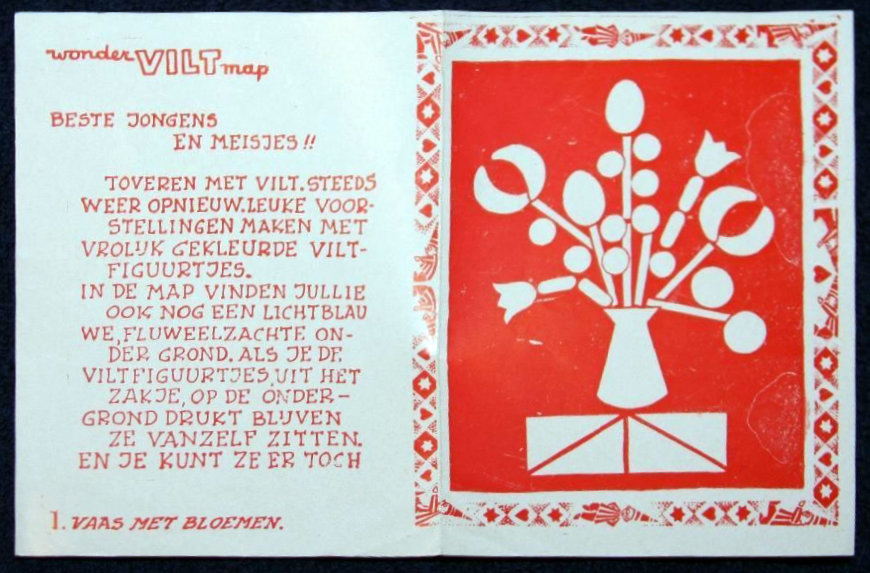 wonder VILT map
BESTE JONGENS
EN MEISJES!!
TOVEREN MET VILT. STEEDS
WEER OPNIEUW. LEUKE VOOR-
STELLINGEN MAKEN MET
VROLIJK GEKLEURDE VILT-
FIGUURTJES.
IN DE MAP VINDEN JULLIE
OOK NOG EEN LICHTBLAU
WE, FLUWEELZACHTE ON-
DER GROND. ALS JE DE
VILTFIGUURTJES, UIT HET
ZAKJE, OP DE ONDER-
GROND DRUKT BLIJVEN
ZE VANZELF ZITTEN.
EN JE KUNT ZE ER TOCH
1. VAAS MET BLOEMEN.